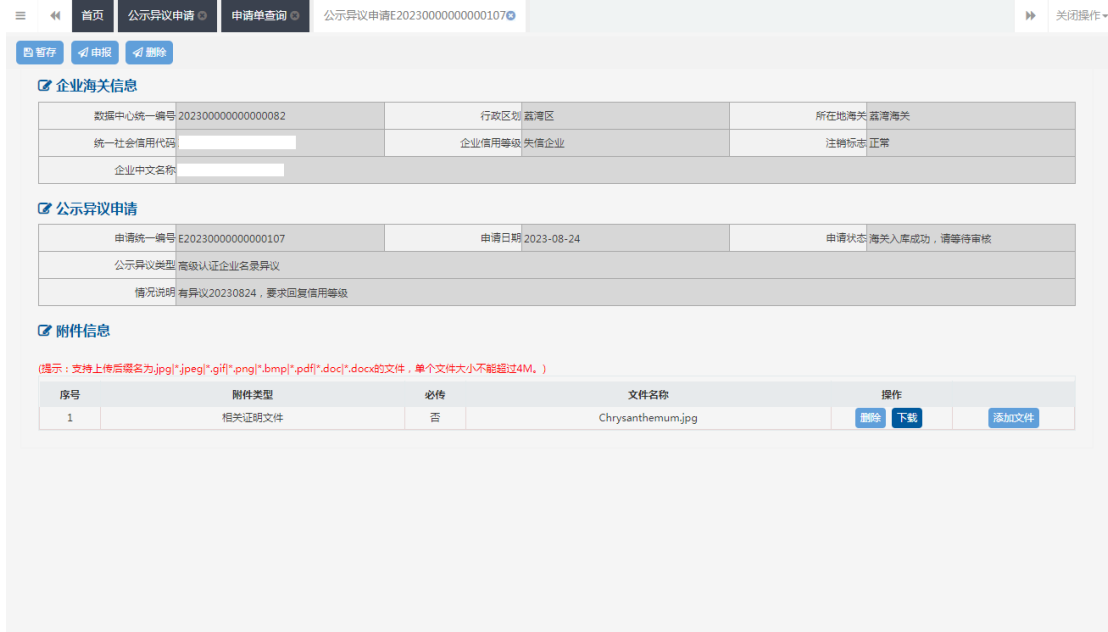 首页 公示异议申请 申请单查询 公示异议申请E20230000000000107 关闭操作
暂存 申报 删除
企业海关信息
数据中心统一编号 202300000000000082 行政区划 荔湾区 所在地海关 荔湾海关
统一社会信用代码 企业信用等级 失信企业 注销标志 正常
企业中文名称
公示异议申请
申请统一编号 E20230000000000107 申请日期 2023-08-24 申请状态 海关入库成功，请等待审核
公示异议类型 高级认证企业名录异议
情况说明 有异议20230824，要求回复信用等级
附件信息
(提示：支持上传后缀名为.jpg|*.jpeg|*.gif|*.png|*.bmp|*.pdf|*.doc|*.docx的文件，单个文件大小不能超过4M。)
序号 附件类型 必传 文件名称 操作
1 相关证明文件 否 Chrysanthemum.jpg 删除 下载 添加文件